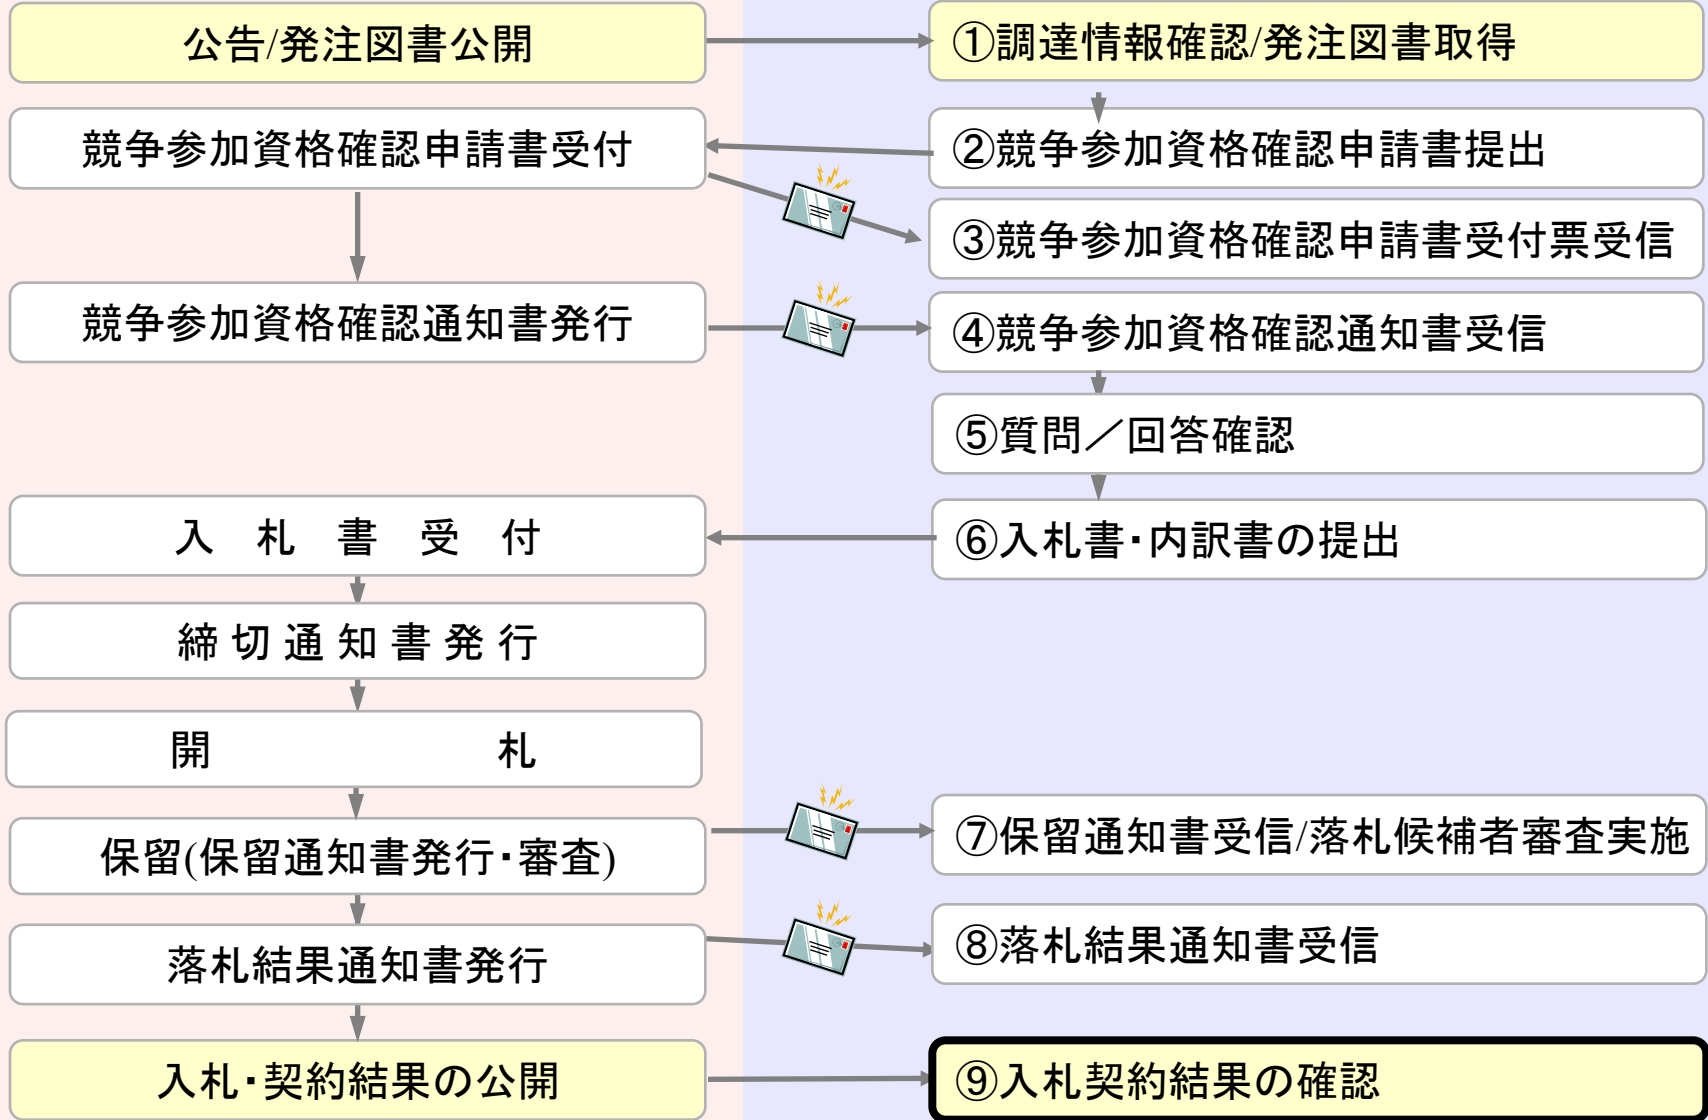 公告/発注図書公開
①調達情報確認/発注図書取得
競争参加資格確認申請書受付
②競争参加資格確認申請書提出
③競争参加資格確認申請書受付票受信
競争参加資格確認通知書発行
④競争参加資格確認通知書受信
⑤質問／回答確認
入　札　書　受　付
⑥入札書・内訳書の提出
締 切 通 知 書 発 行
開　　　　　　　札
保留(保留通知書発行・審査)
⑦保留通知書受信/落札候補者審査実施
落札結果通知書発行
⑧落札結果通知書受信
入札・契約結果の公開
⑨入札契約結果の確認